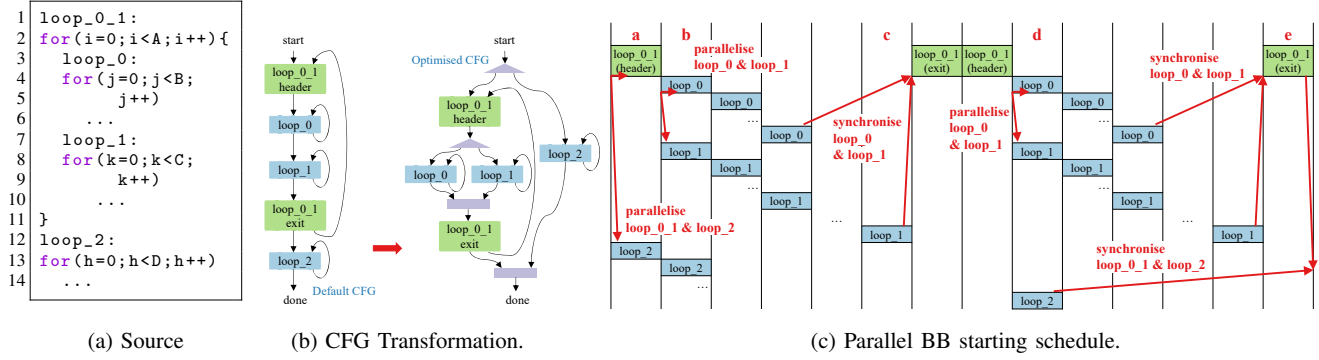 1 loop_0_1:
2 for(i=0;i<A;i++){
3 loop_0:
4 for(j=0;j<B;
5 j++)
6 ...
7 loop_1:
8 for(k=0;k<C;
9 k++)
10 ...
11 }
12 loop_2:
13 for(h=0;h<D;h++)
14 ...
(a) Source
start
loop_0_1
header
loop_0
loop_1
loop_0_1
exit
loop_2
Default CFG
done
Optimised CFG
start
loop_0_1
header
loop_0
loop_1
loop_2
loop_0_1
exit
done
(b) CFG Transformation.
a
b
c
d
e
loop_0_1
(header)
parallelise
loop_0 & loop_1
loop_0
loop_0
...
loop_0
loop_1
loop_1
...
loop_1
...
loop_1
synchronise
loop_0
& loop_1
parallelise
loop_0_1 & loop_2
loop_2
loop_2
...
loop_0_1
(exit)
loop_0_1
(header)
parallelise
loop_0
& loop_1
loop_0
loop_0
...
loop_0
loop_1
loop_1
...
loop_1
...
loop_1
synchronise
loop_0 & loop_1
loop_0_1
(exit)
synchronise
loop_0_1 & loop_2
loop_2
(c) Parallel BB starting schedule.